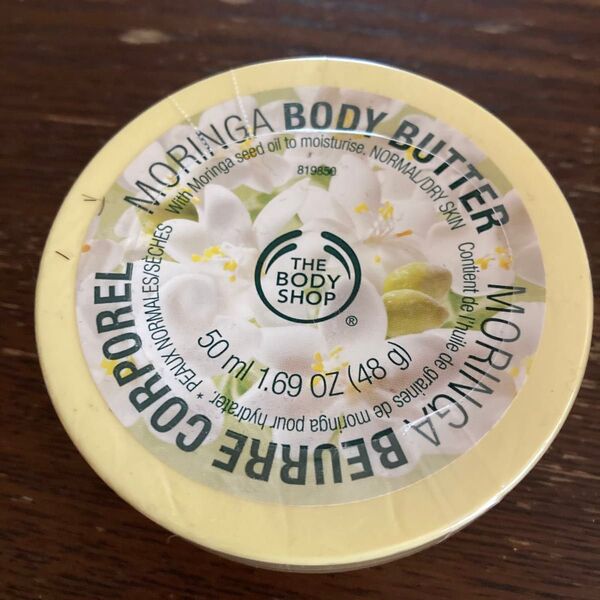 MORINGA BODY BUTTER
With Moringa seed oil to moisturise. NORMAL/DRY SKIN
819850
THE
BODY
SHOP
®
50 ml 1.69 OZ (48 g)
MORINGA BEURRE CORPOREL
Contient de l'huile de graines de moringa pour hydrater. * PEAUX NORMALES/SÈCHES